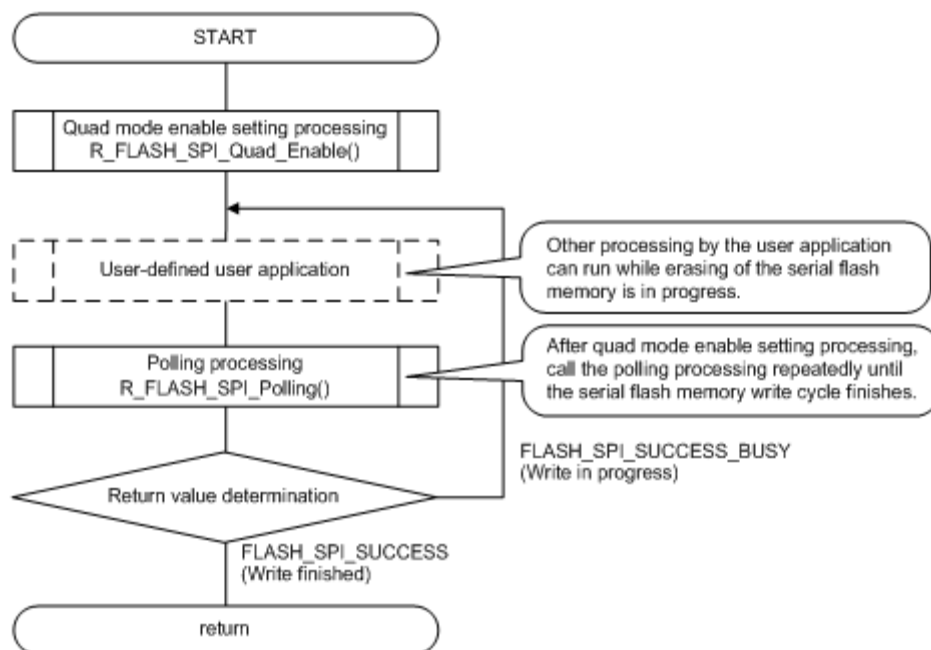 START
Quad mode enable setting processing
R_FLASH_SPI_Quad_Enable()
User-defined user application
Other processing by the user application
can run while erasing of the serial flash
memory is in progress.
Polling processing
R_FLASH_SPI_Polling()
After quad mode enable setting processing,
call the polling processing repeatedly until
the serial flash memory write cycle finishes.
FLASH_SPI_SUCCESS_BUSY
(Write in progress)
Return value determination
FLASH_SPI_SUCCESS
(Write finished)
return